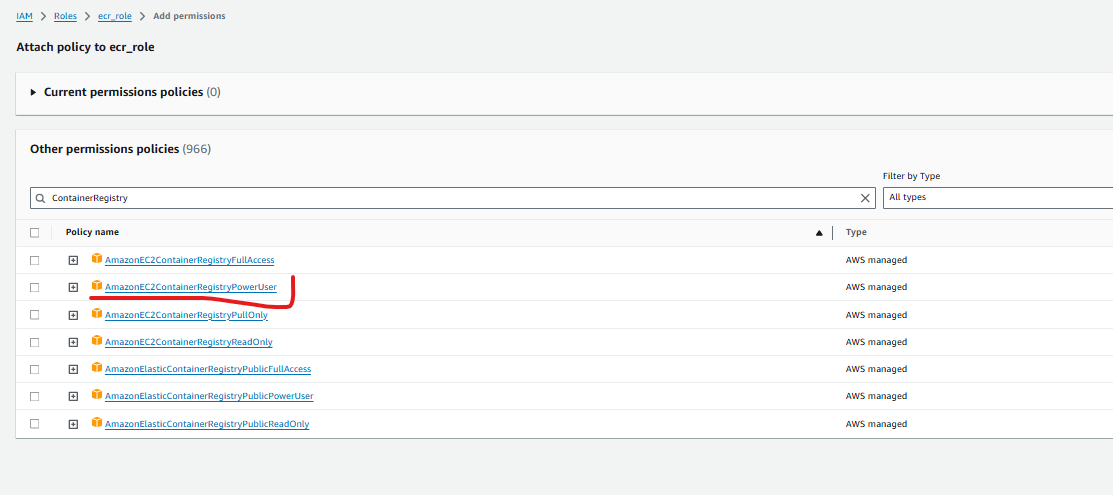 IAM > Roles > ecr_role > Add permissions
Attach policy to ecr_role
Current permissions policies (0)
Other permissions policies (966)
Filter by Type
ContainerRegistry All types
Policy name Type
AmazonEC2ContainerRegistryFullAccess AWS managed
AmazonEC2ContainerRegistryPowerUser AWS managed
AmazonEC2ContainerRegistryPullOnly AWS managed
AmazonEC2ContainerRegistryReadOnly AWS managed
AmazonElasticContainerRegistryPublicFullAccess AWS managed
AmazonElasticContainerRegistryPublicPowerUser AWS managed
AmazonElasticContainerRegistryPublicReadOnly AWS managed